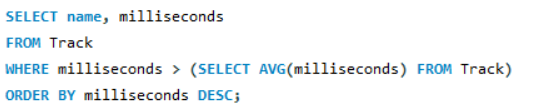 SELECT name, milliseconds
FROM Track
WHERE milliseconds > (SELECT AVG(milliseconds) FROM Track)
ORDER BY milliseconds DESC;